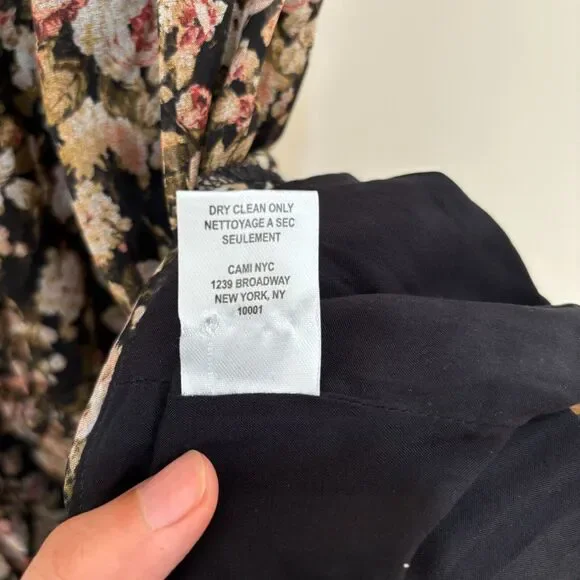 DRY CLEAN ONLY
NETTOYAGE A SEC
SEULEMENT
CAMI NYC
1239 BROADWAY
NEW YORK, NY
10001